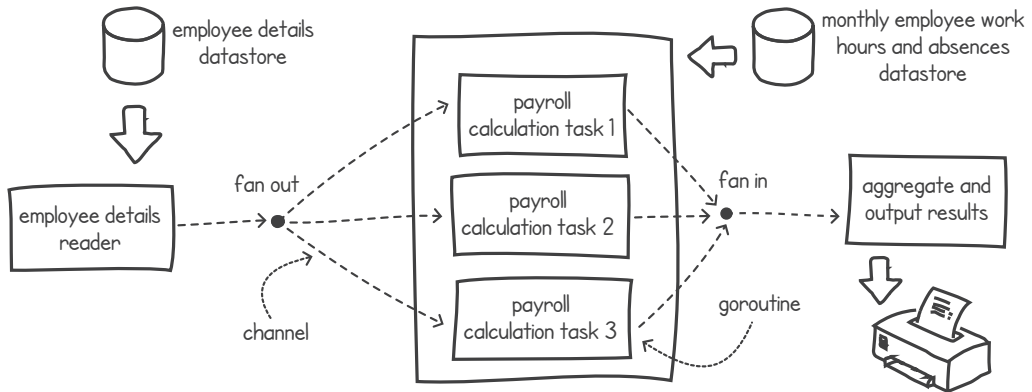 employee details
datastore
monthly employee work
hours and absences
datastore
payroll
calculation task 1
fan out
fan in
employee details
reader
payroll
calculation task 2
aggregate and
output results
payroll
calculation task 3
channel
goroutine